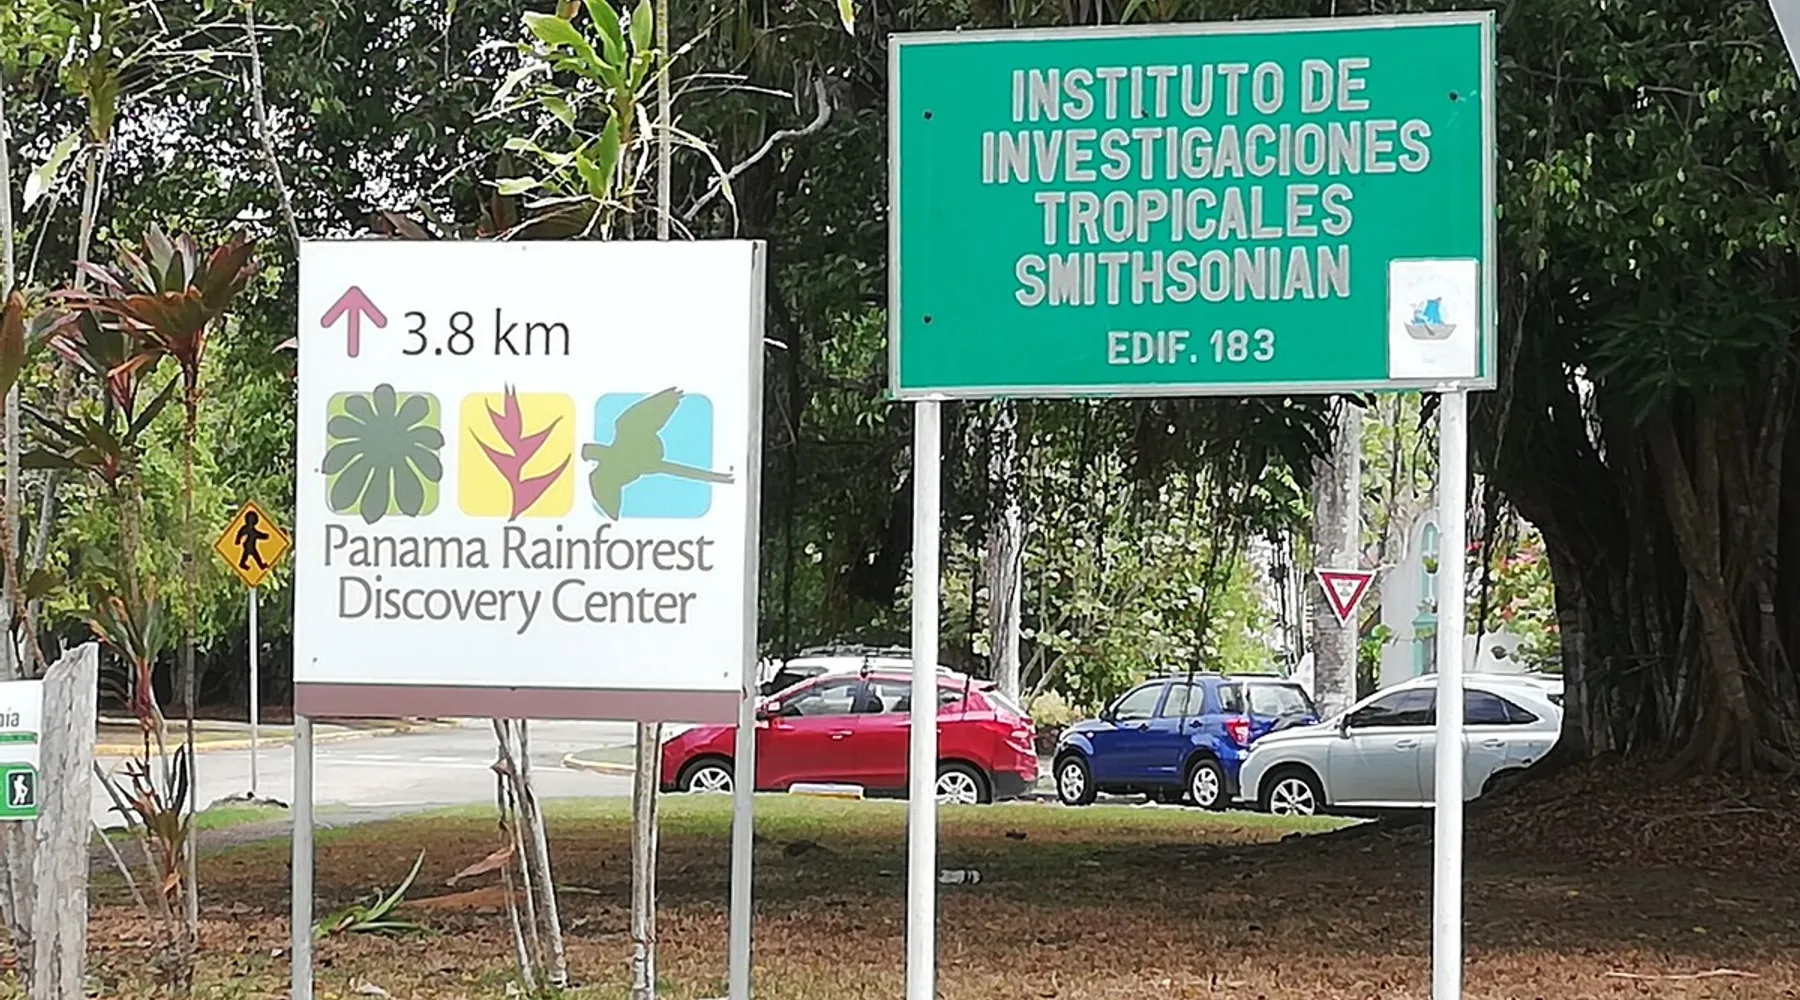 3.8 km
Panama Rainforest
Discovery Center
INSTITUTO DE
INVESTIGACIONES
TROPICALES
SMITHSONIAN
EDIF. 183